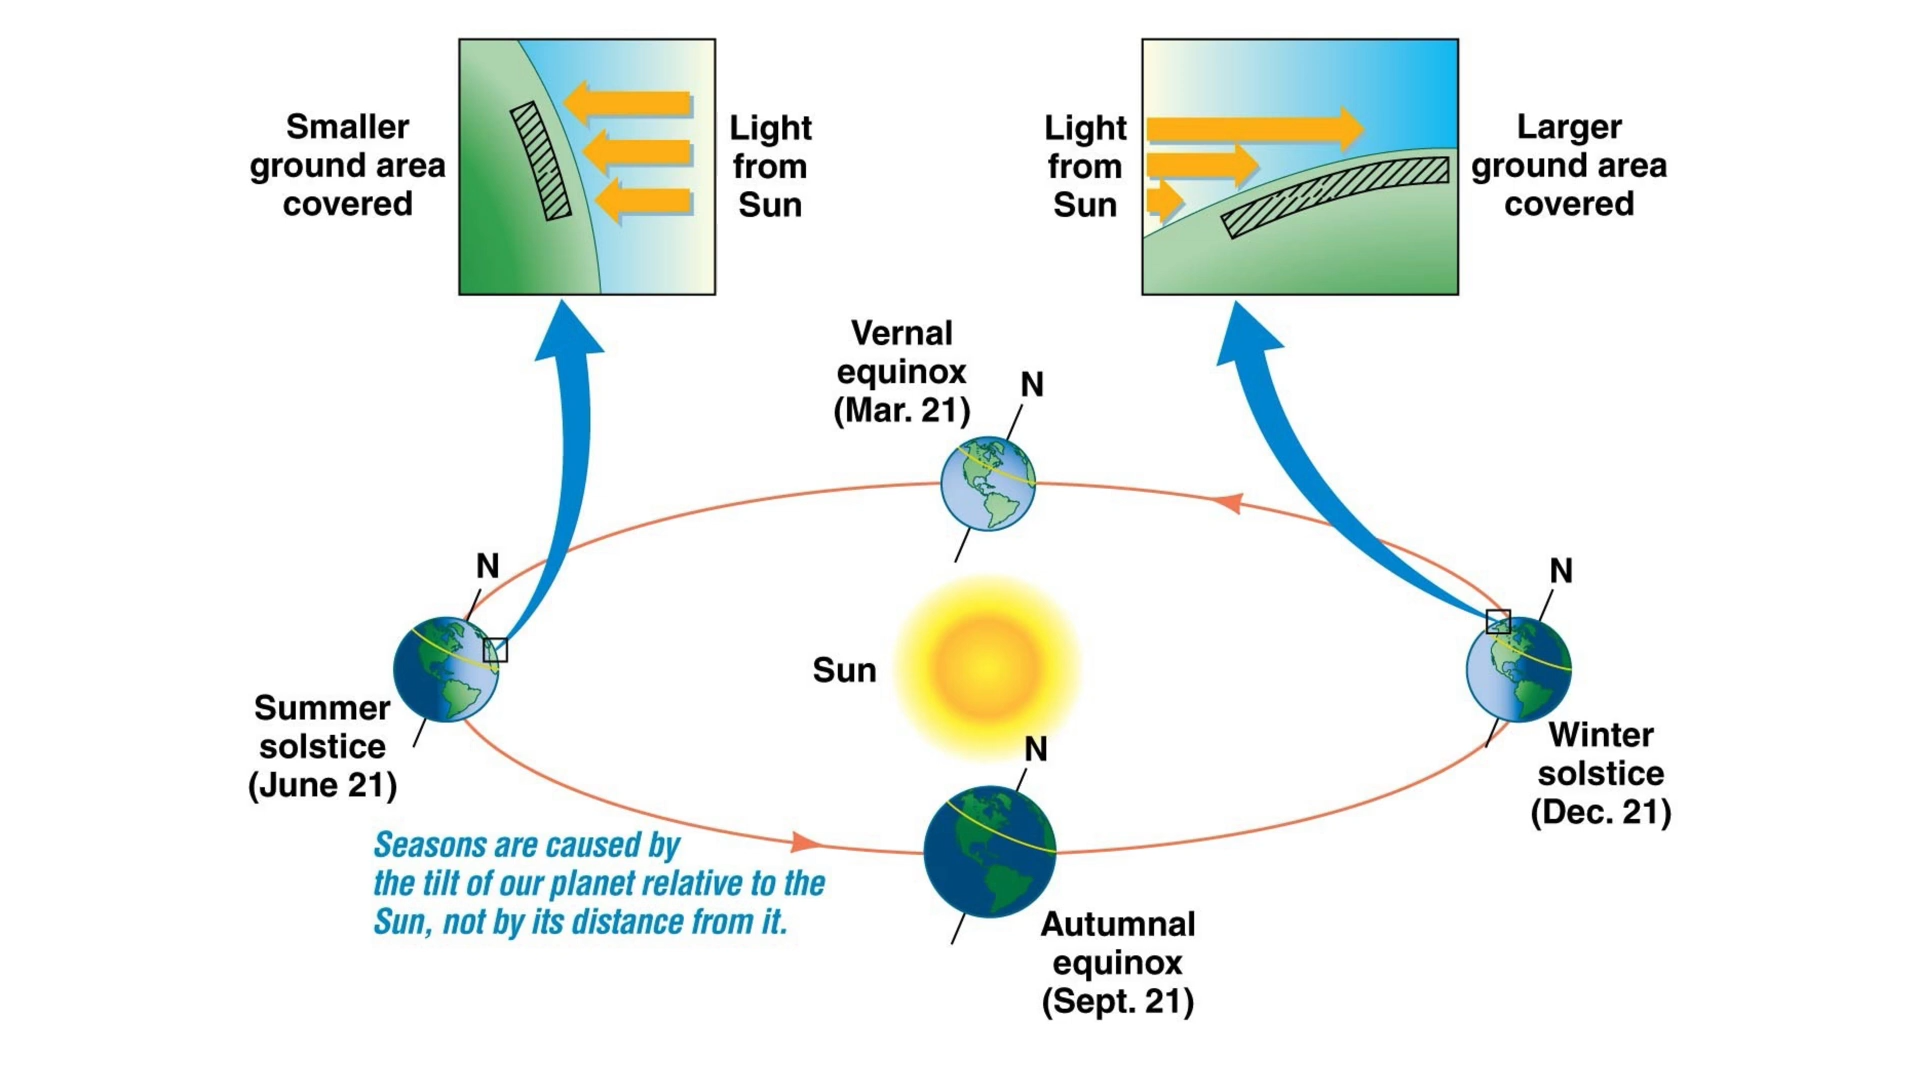 Smaller
ground area
covered
Light
from
Sun
Light
from
Sun
Larger
ground area
covered
Vernal
equinox
(Mar. 21)
N
N
N
Sun
Summer
solstice
(June 21)
N
Winter
solstice
(Dec. 21)
Seasons are caused by
the tilt of our planet relative to the
Sun, not by its distance from it.
Autumnal
equinox
(Sept. 21)